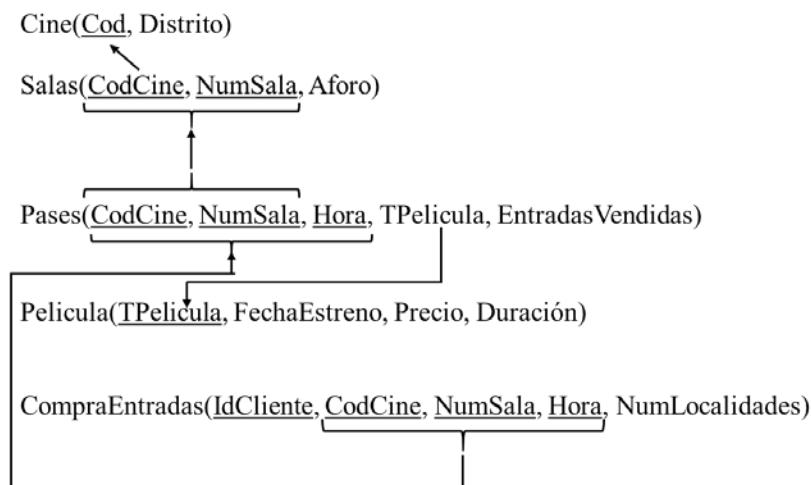 Cine(Cod, Distrito)
Salas(CodCine, NumSala, Aforo)
Pases(CodCine, NumSala, Hora, TPelicula, EntradasVendidas)
Pelicula(TPelicula, FechaEstreno, Precio, Duración)
CompraEntradas(IdCliente, CodCine, NumSala, Hora, NumLocalidades)